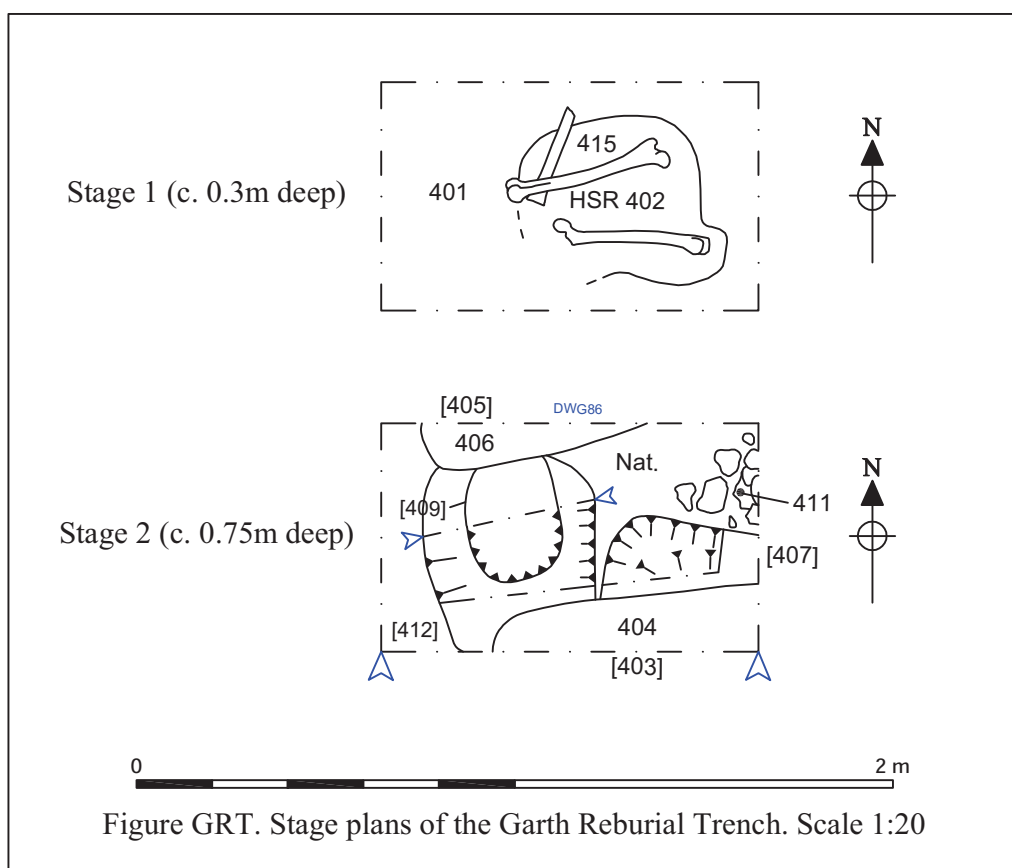 N
415
Stage 1 (c. 0.3m deep)
401
HSR 402
[405]
DWG86
406
Nat.
N
[409]
411
Stage 2 (c. 0.75m deep)
[407]
[412]
404
[403]
0
2 m
Figure GRT. Stage plans of the Garth Reburial Trench. Scale 1:20